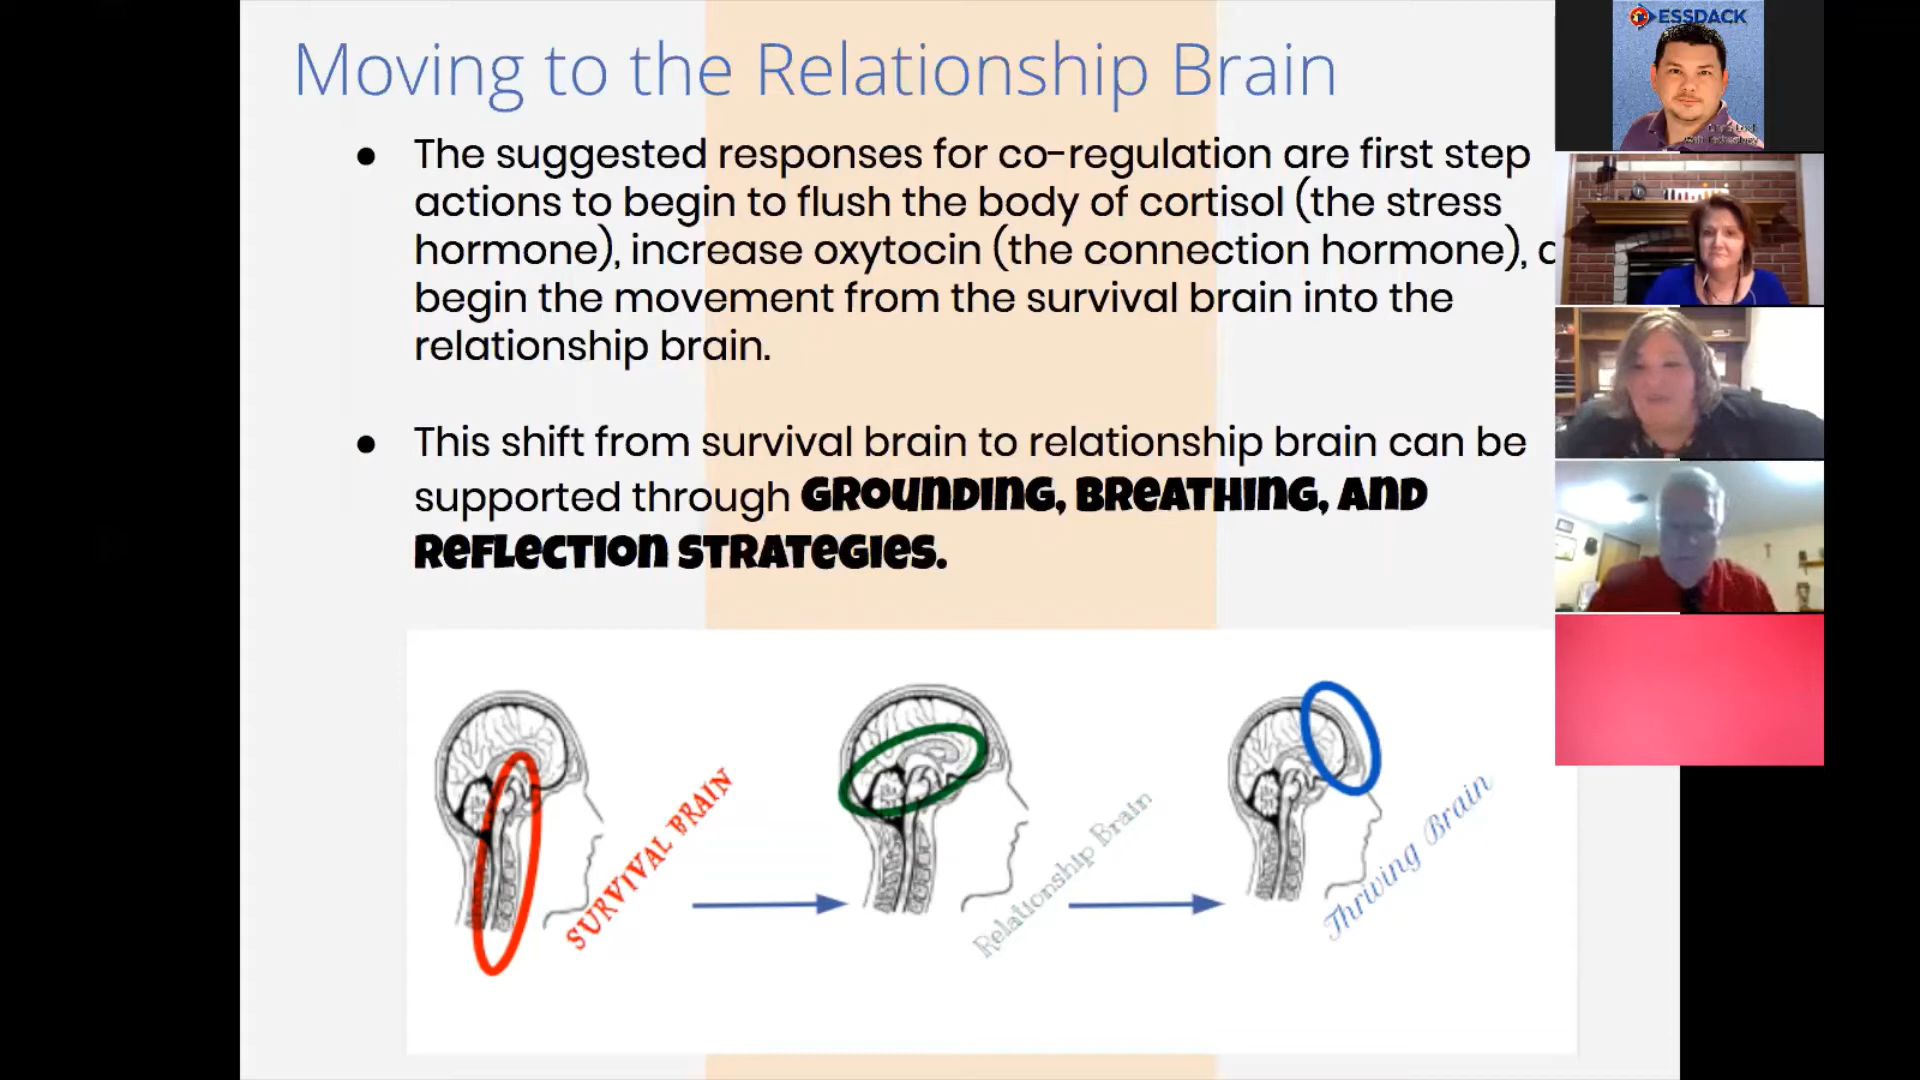 Moving to the Relationship Brain
ESSDACK
● The suggested responses for co-regulation are first step
actions to begin to flush the body of cortisol (the stress
hormone), increase oxytocin (the connection hormone),
begin the movement from the survival brain into the
relationship brain.
● This shift from survival brain to relationship brain can be
supported through GROUNDING, BREATHING, AND
REFLECTION STRATEGIES.
SURVIVAL BRAIN
Relationship Brain
Thriving Brain